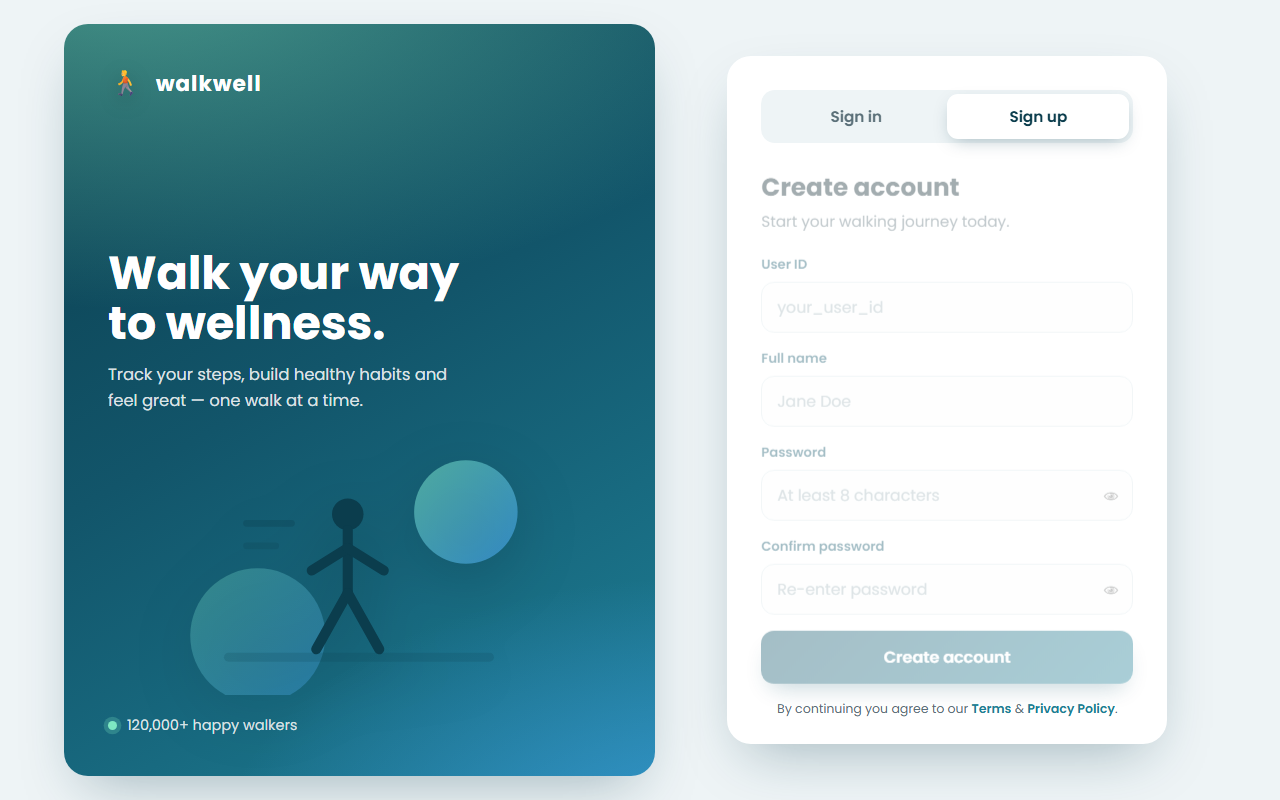 walkwell
Walk your way
to wellness.
Track your steps, build healthy habits and
feel great — one walk at a time.
120,000+ happy walkers
Sign in
Sign up
Create account
Start your walking journey today.
User ID
your_user_id
Full name
Jane Doe
Password
At least 8 characters
Confirm password
Re-enter password
Create account
By continuing you agree to our Terms & Privacy Policy.